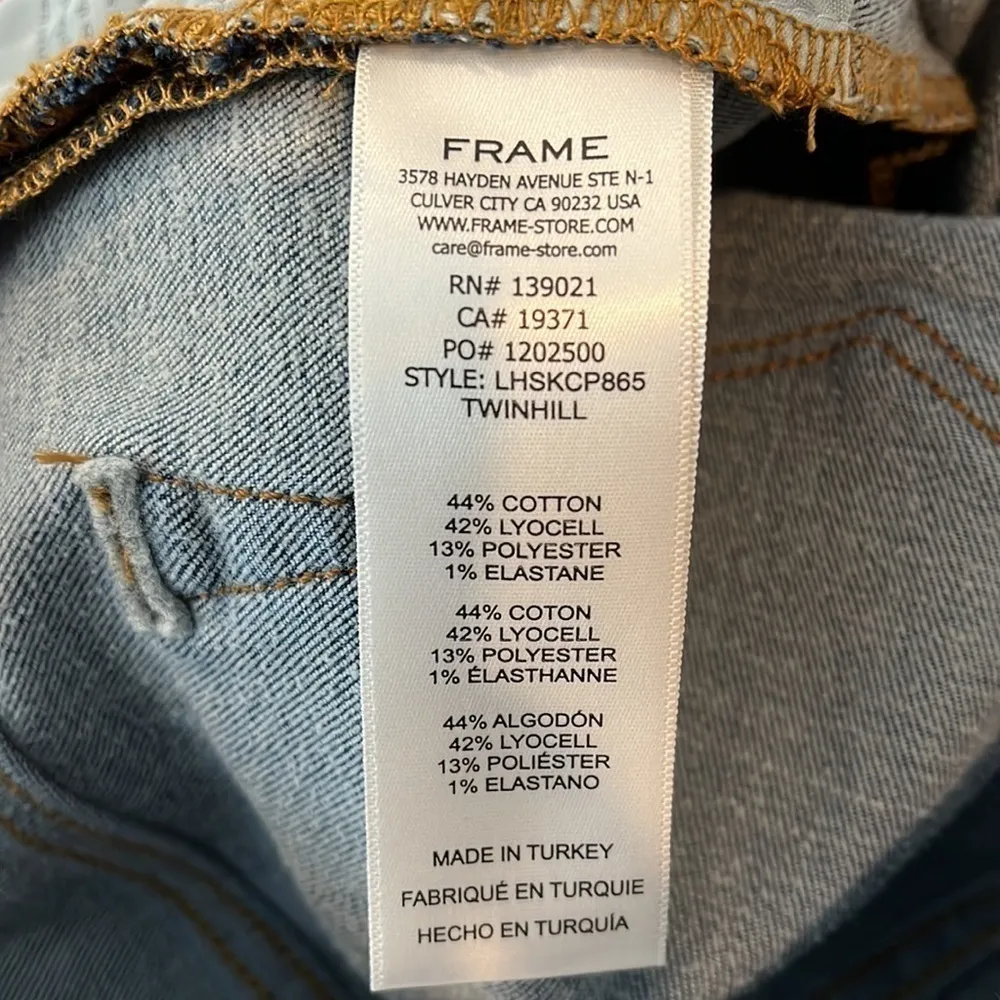 FRAME
3578 HAYDEN AVENUE STE N-1
CULVER CITY CA 90232 USA
WWW.FRAME-STORE.COM
care@frame-store.com
RN# 139021
CA# 19371
PO# 1202500
STYLE: LHSKCP865
TWINHILL
44% COTTON
42% LYOCELL
13% POLYESTER
1% ELASTANE
44% COTON
42% LYOCELL
13% POLYESTER
1% ÉLASTHANNE
44% ALGODÓN
42% LYOCELL
13% POLIÉSTER
1% ELASTANO
MADE IN TURKEY
FABRIQUÉ EN TURQUIE
HECHO EN TURQUÍA